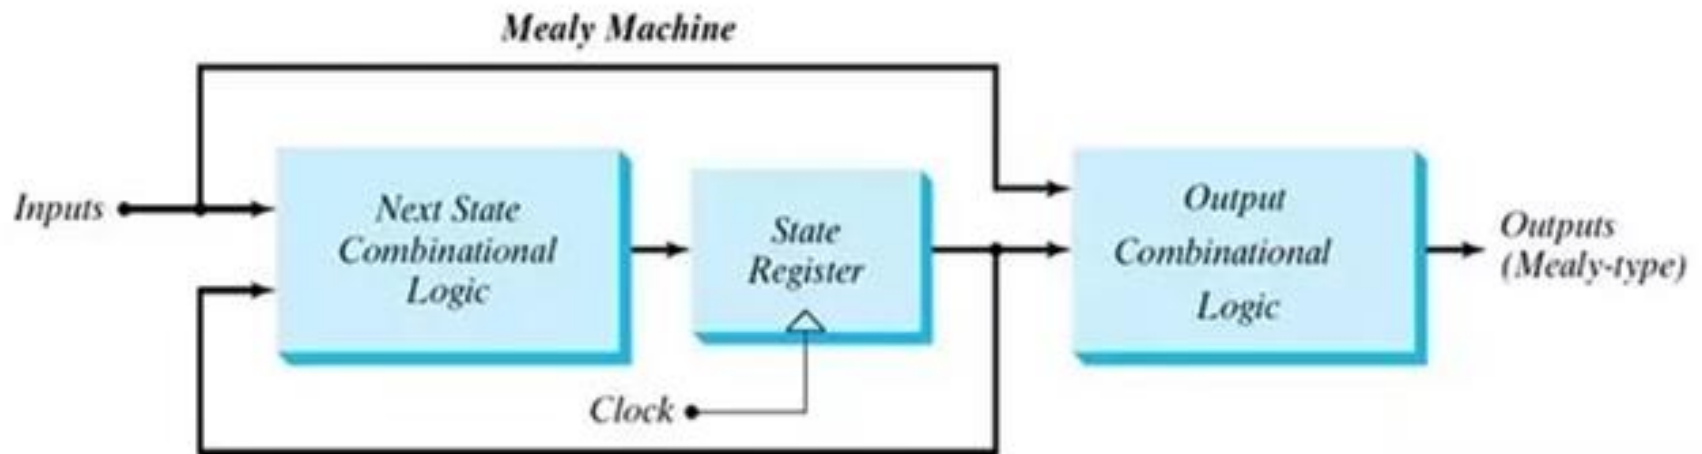 Mealy Machine
Inputs
Next State
Combinational
Logic
State
Register
Clock
Output
Combinational
Logic
Outputs
(Mealy-type)